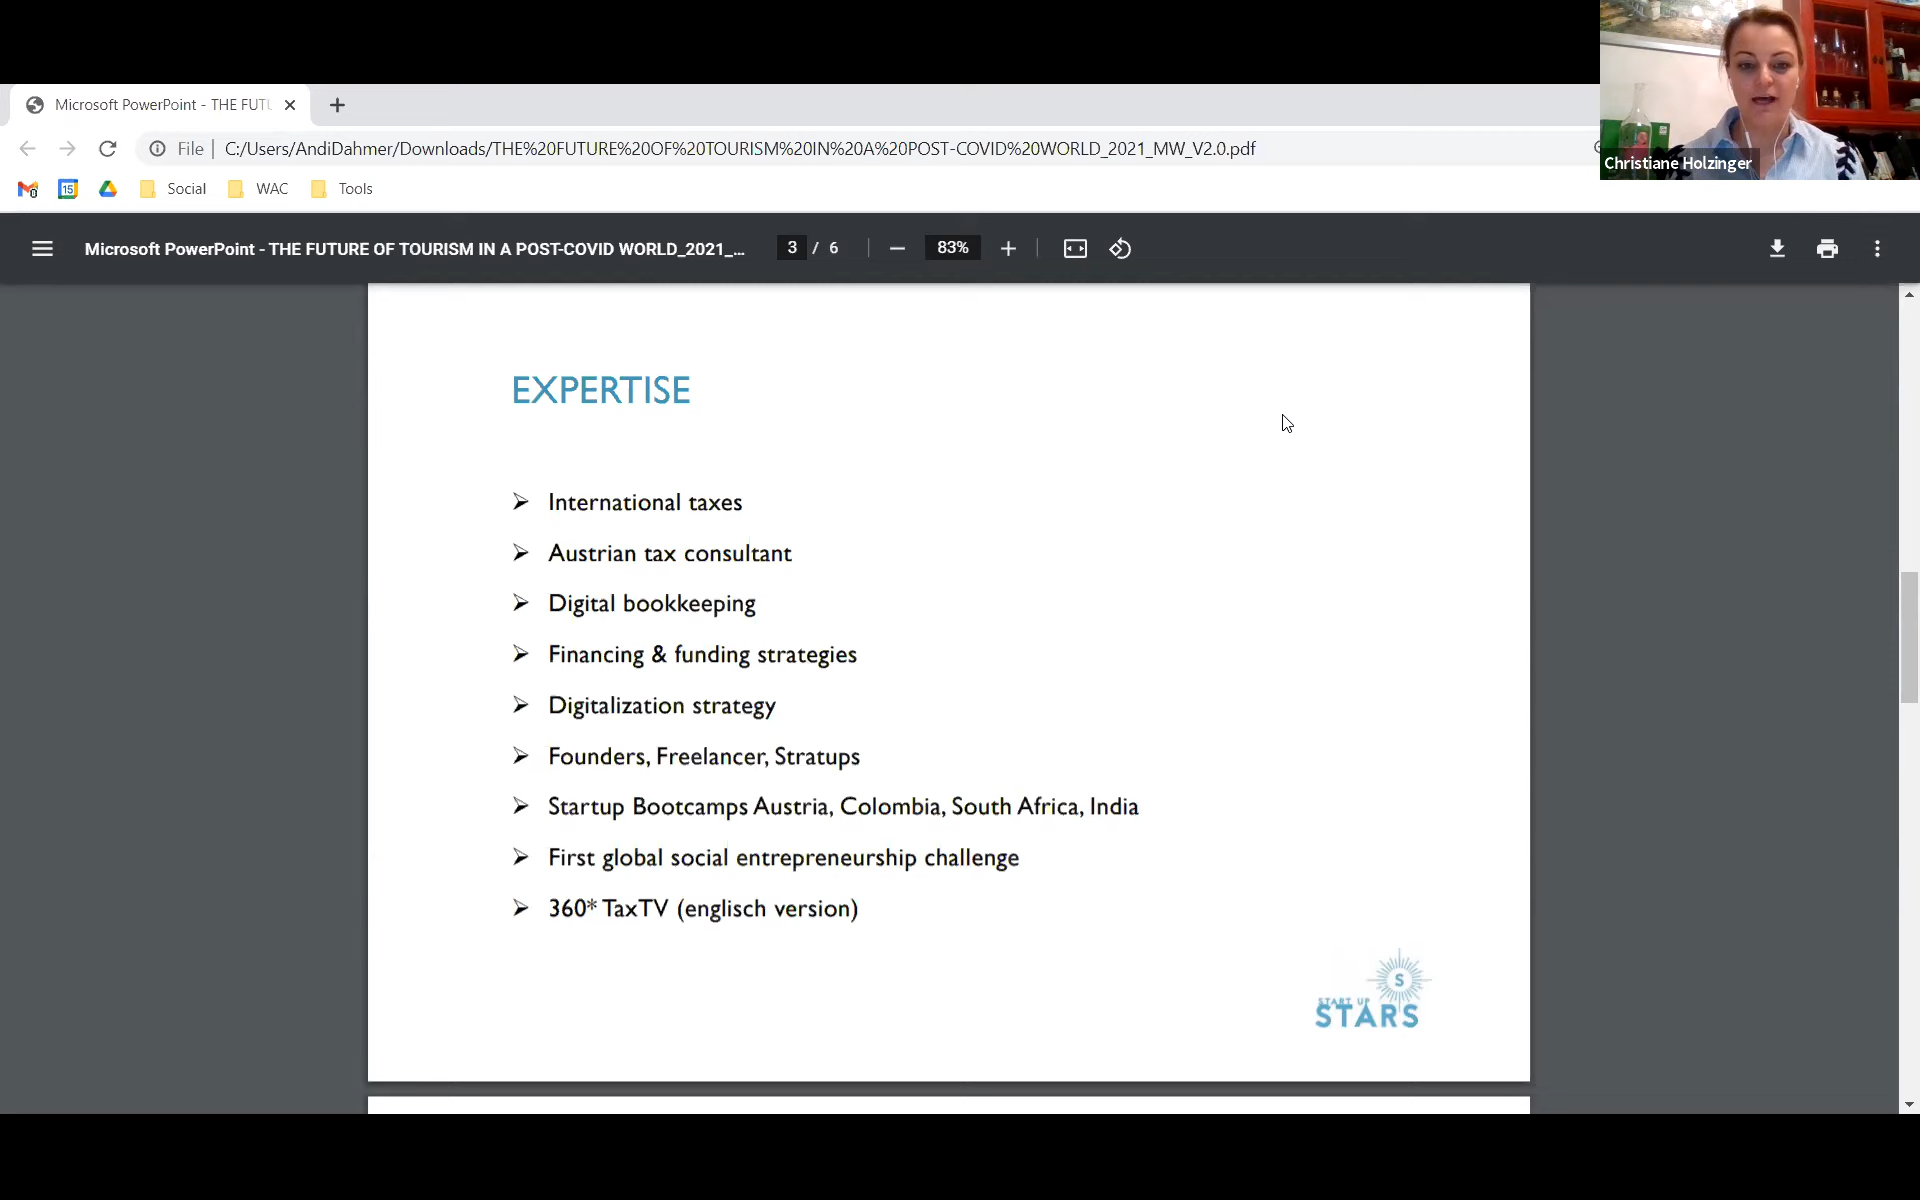 Microsoft PowerPoint - THE FUTU
File
C:/Users/AndiDahmer/Downloads/THE%20FUTURE%20OF%20TOURISM%20IN%20A%20POST-COVID%20WORLD_2021_MW_V2.0.pdf
Christiane Holzinger
15
Social
WAC
Tools
Microsoft PowerPoint - THE FUTURE OF TOURISM IN A POST-COVID WORLD_2021_...
3 / 6
83%
EXPERTISE
International taxes
Austrian tax consultant
Digital bookkeeping
Financing & funding strategies
Digitalization strategy
Founders, Freelancer, Stratups
Startup Bootcamps Austria, Colombia, South Africa, India
First global social entrepreneurship challenge
360* TaxTV (englisch version)
S
START UP
STARS